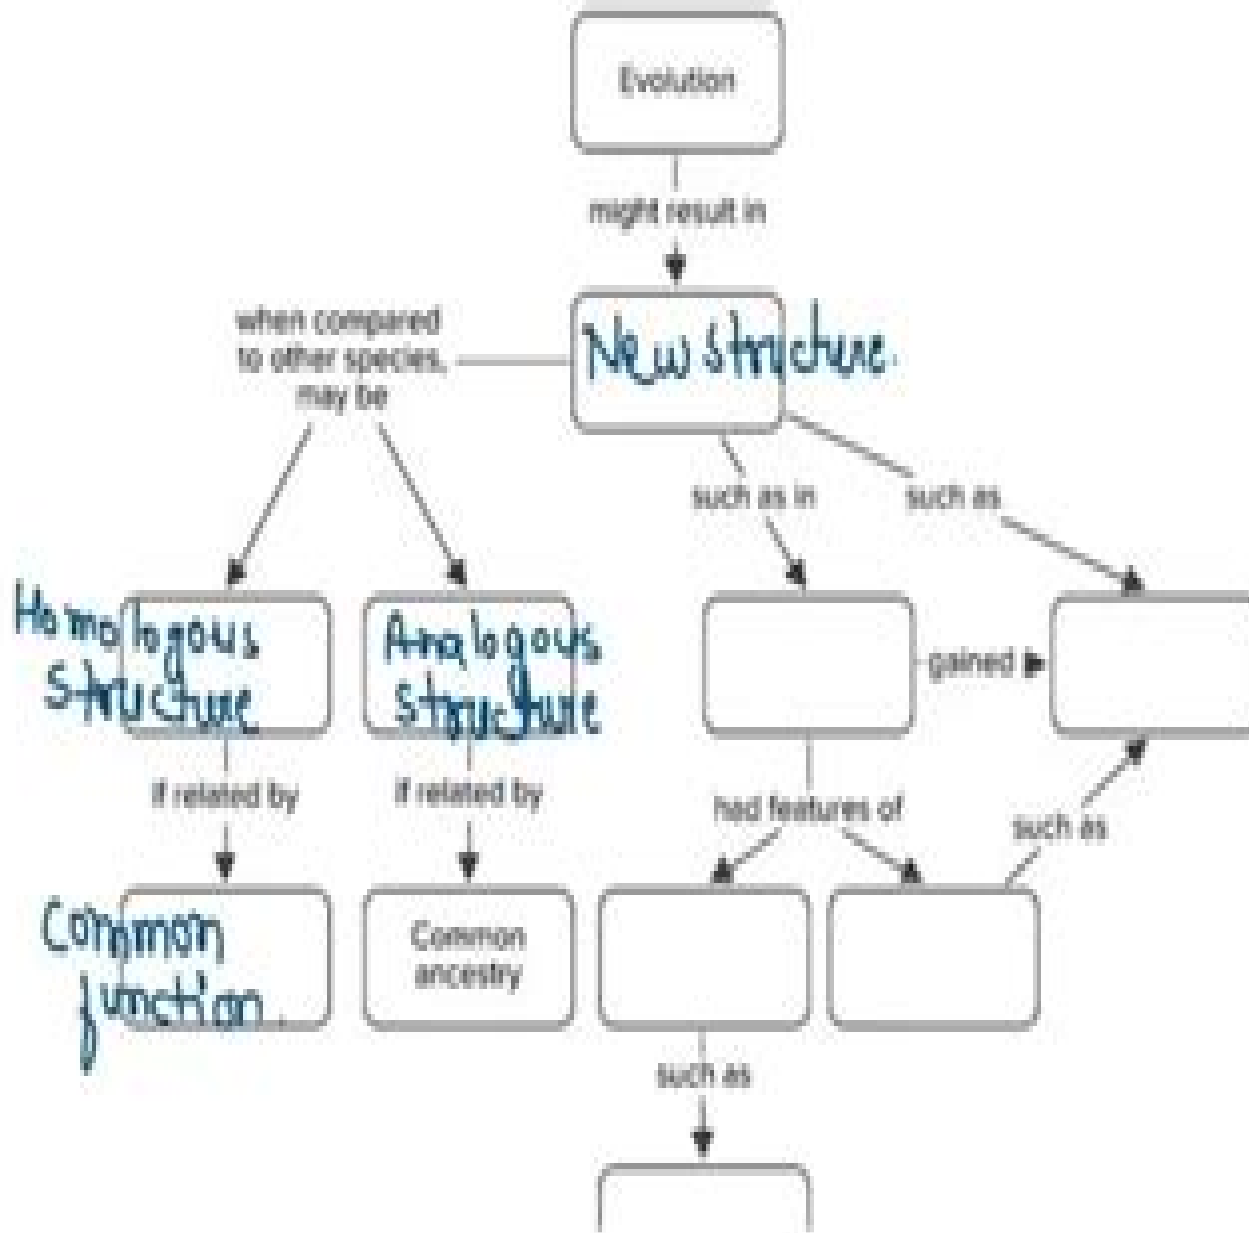 Evolution
might result in
when compared
to other species,
may be
New structure.
such as in
such as
Homologous
structure
Analogous
structure
gained
if related by
if related by
had features of
such as
Common
function.
Common
ancestry
such as